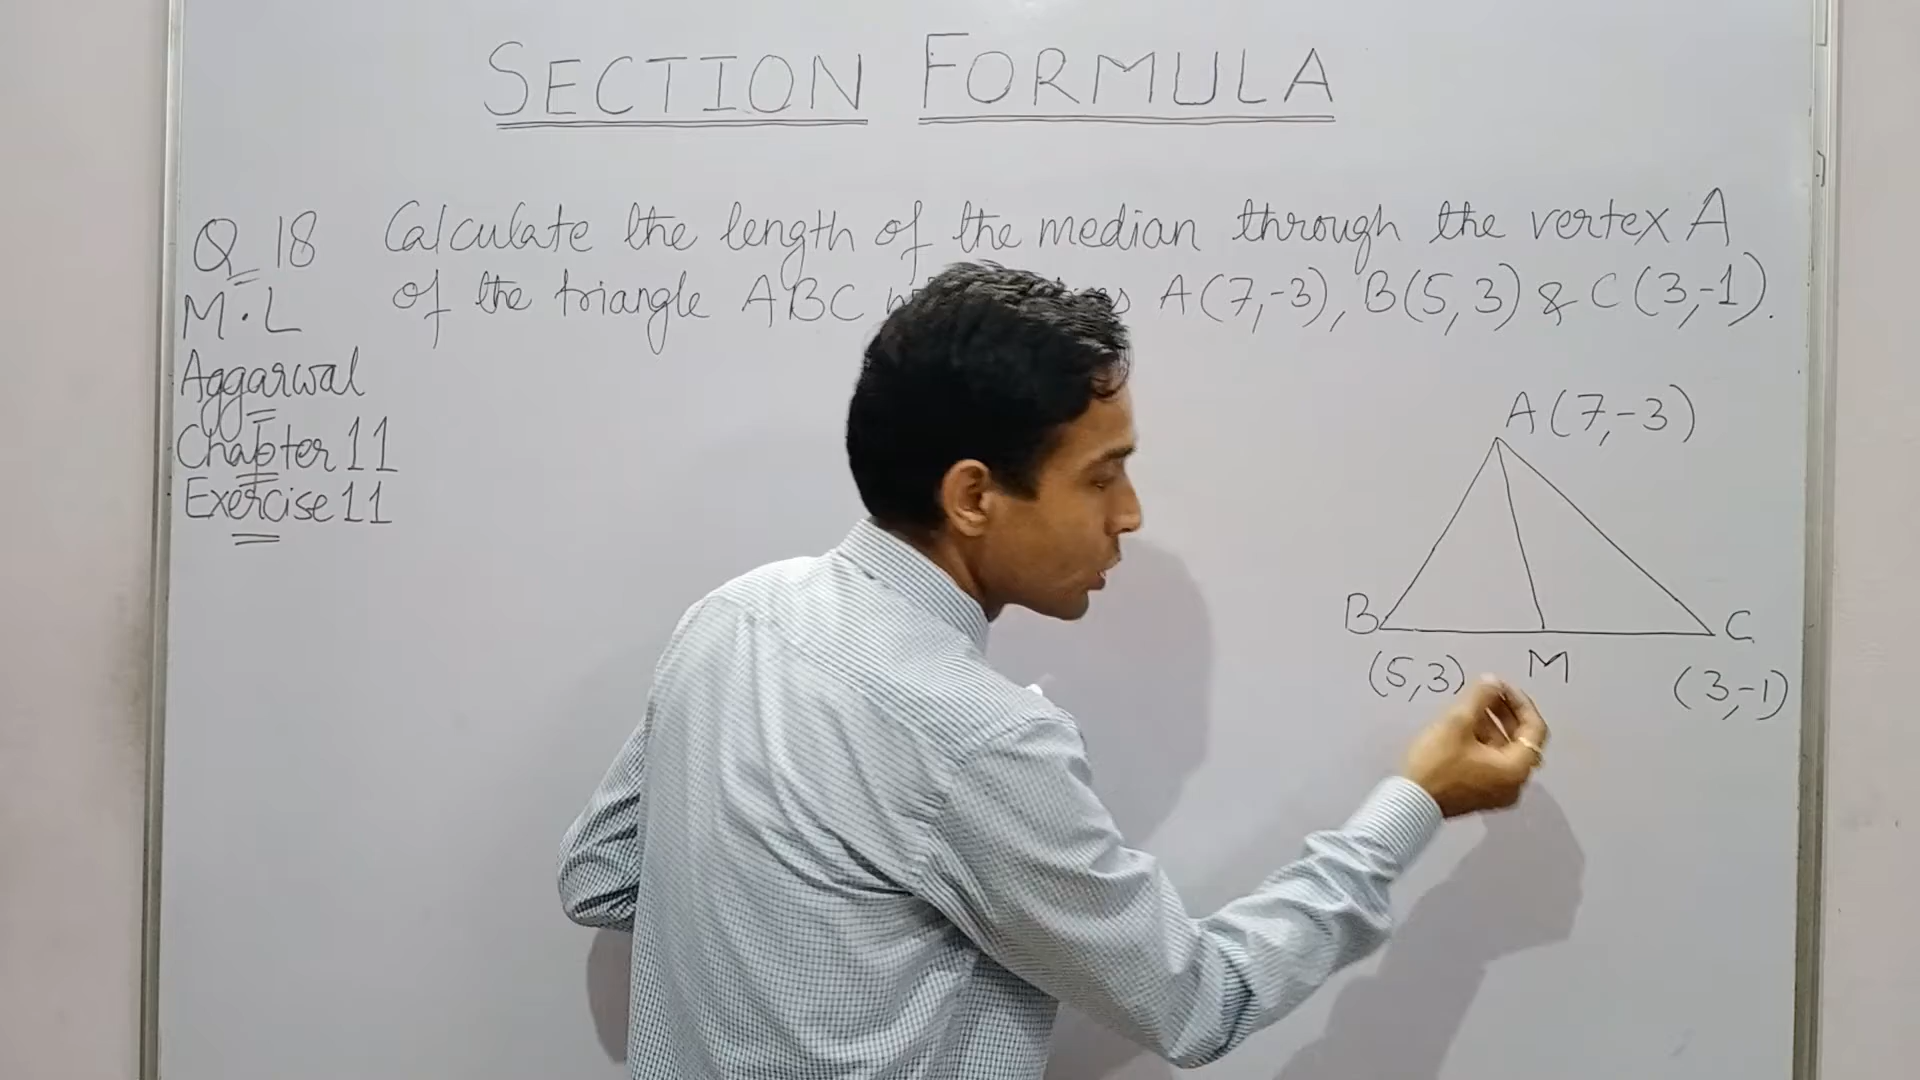 SECTION FORMULA
Q 18 Calculate the length of the median through the vertex A
of the triangle ABC A(7,-3), B(5,3) & C(3,-1).
M.L
Aggarwal
Chapter 11
Exercise 11
A(7,-3)
B
C
(5,3)
M
(3,-1)